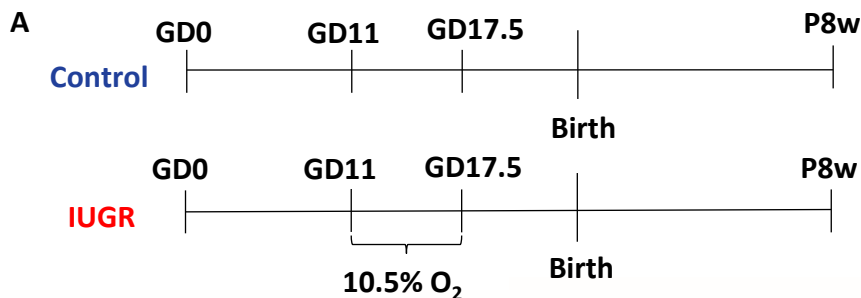 A
GD0 GD11 GD17.5 P8w
Control
Birth
GD0 GD11 GD17.5 P8w
IUGR
Birth
10.5% O₂